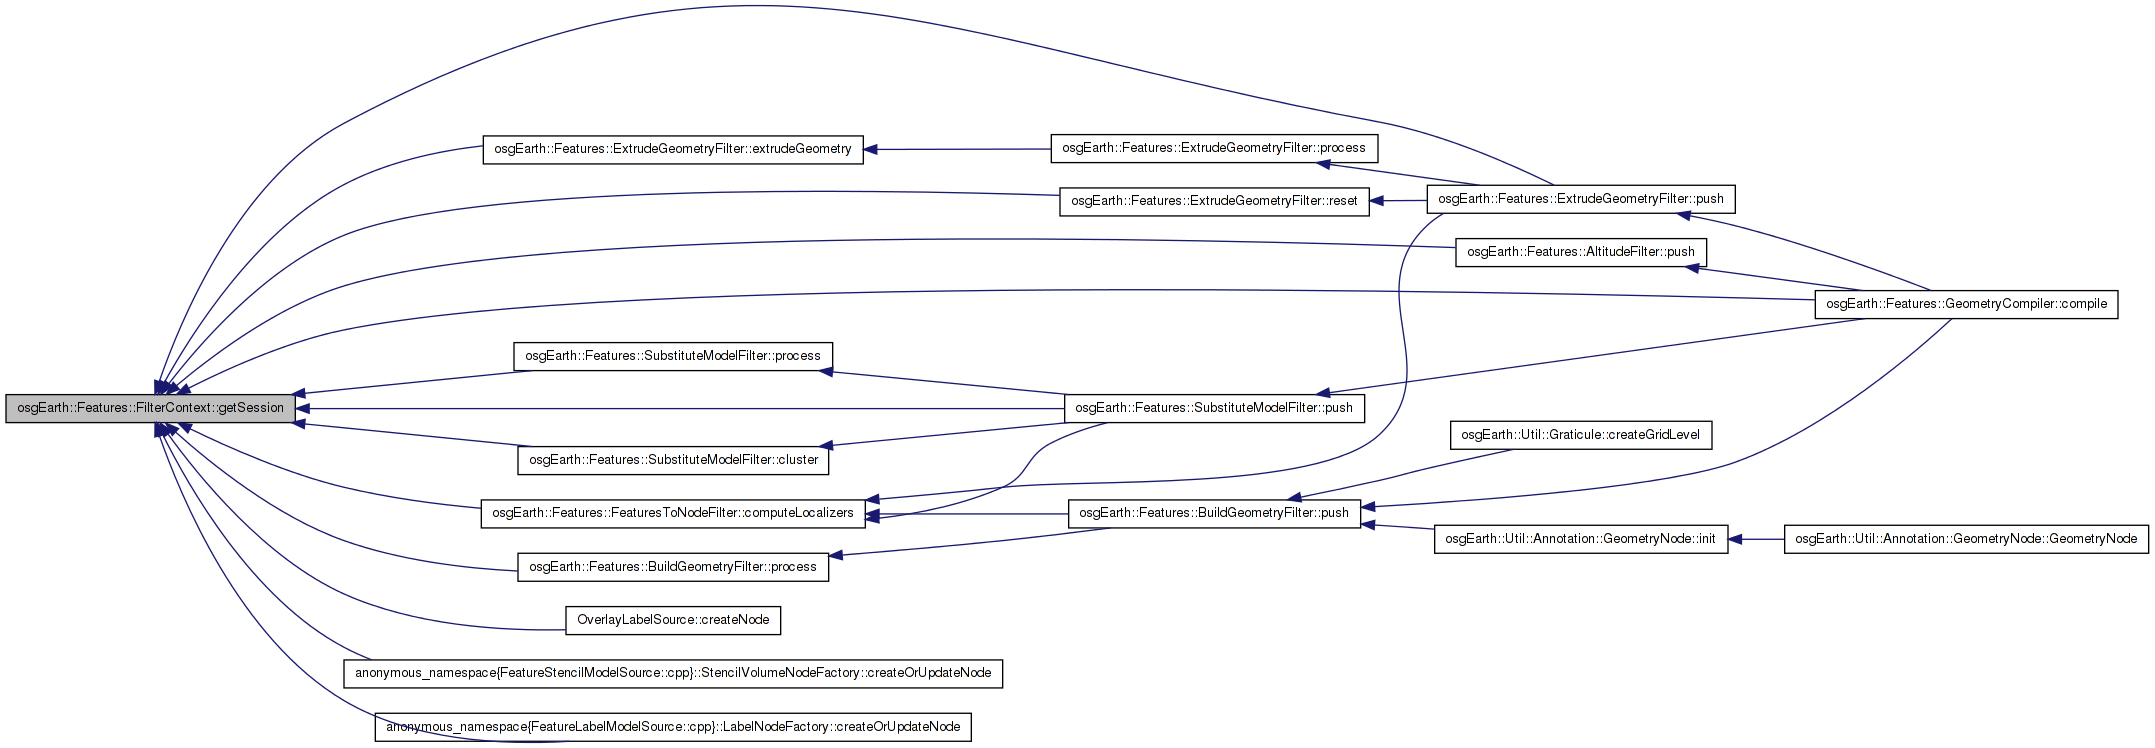 osgEarth::Features::ExtrudeGeometryFilter::extrudeGeometry
osgEarth::Features::ExtrudeGeometryFilter::process
osgEarth::Features::ExtrudeGeometryFilter::reset
osgEarth::Features::ExtrudeGeometryFilter::push
osgEarth::Features::AltitudeFilter::push
osgEarth::Features::GeometryCompiler::compile
osgEarth::Features::SubstituteModelFilter::process
osgEarth::Features::FilterContext::getSession
osgEarth::Features::SubstituteModelFilter::push
osgEarth::Util::Graticule::createGridLevel
osgEarth::Features::SubstituteModelFilter::cluster
osgEarth::Features::FeaturesToNodeFilter::computeLocalizers
osgEarth::Features::BuildGeometryFilter::push
osgEarth::Util::Annotation::GeometryNode::init
osgEarth::Util::Annotation::GeometryNode::GeometryNode
osgEarth::Features::BuildGeometryFilter::process
OverlayLabelSource::createNode
anonymous_namespace{FeatureStencilModelSource::cpp}::StencilVolumeNodeFactory::createOrUpdateNode
anonymous_namespace{FeatureLabelModelSource::cpp}::LabelNodeFactory::createOrUpdateNode